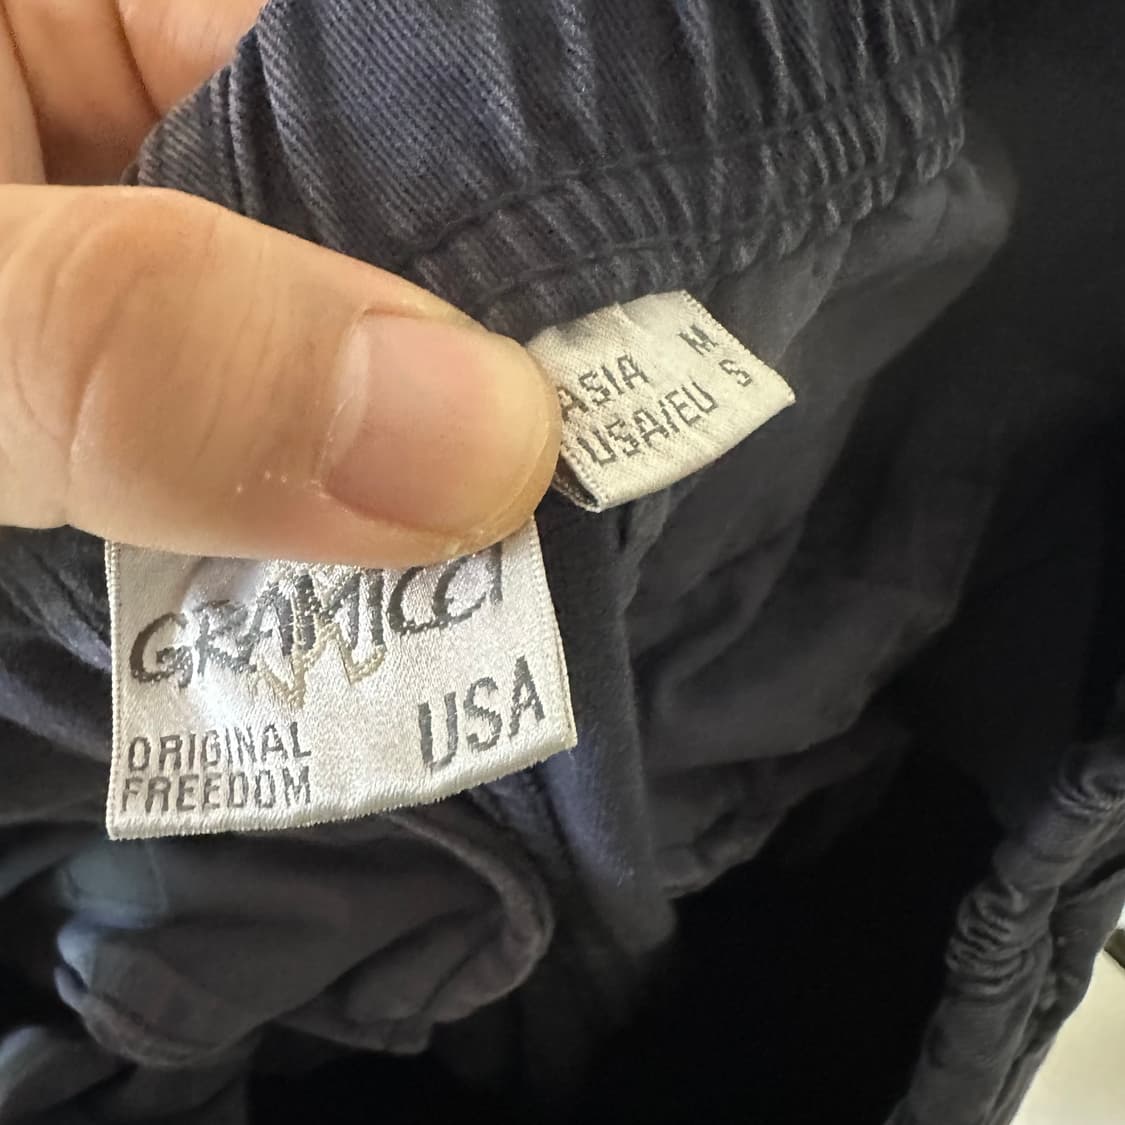 ASIA M
USA/EU S
GRAMICCI
USA
ORIGINAL
FREEDOM